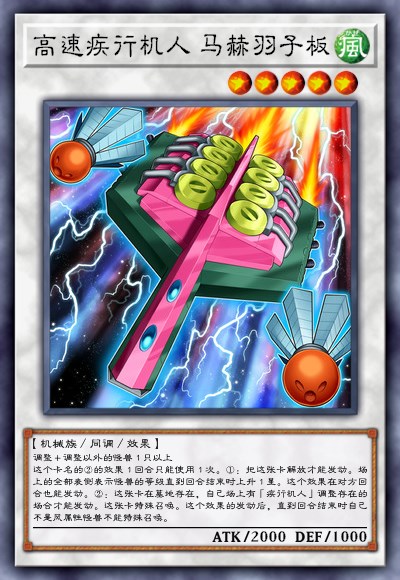 高速疾行机人 马赫羽子板
風
【机械族／同调／效果】
调整＋调整以外的怪兽1只以上
这个卡名的②的效果1回合只能使用1次。①：把这张卡解放才能发动。场
上的全部表侧表示怪兽的等级直到回合结束时上升1星。这个效果在对方回
合也能发动。②：这张卡在墓地存在，自己场上有「疾行机人」调整存在的
场合才能发动。这张卡特殊召唤。这个效果的发动后，直到回合结束时自己
不是风属性怪兽不能特殊召唤。
ATK/2000 DEF/1000